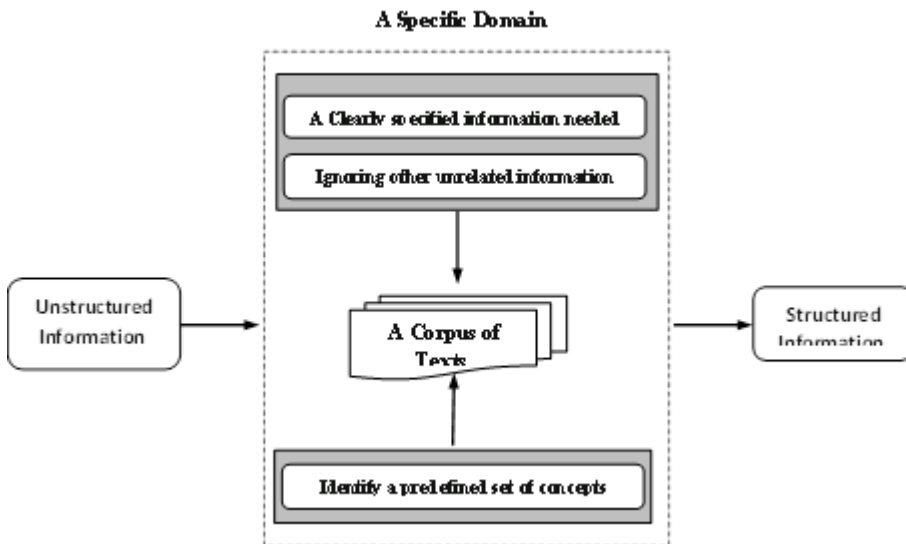 A Specific Domain
A Clearly specified information needed
Ignoring other unrelated information
Unstructured
Information
A Corpus of
Texts
Structured
Information
Identify a predefined set of concepts